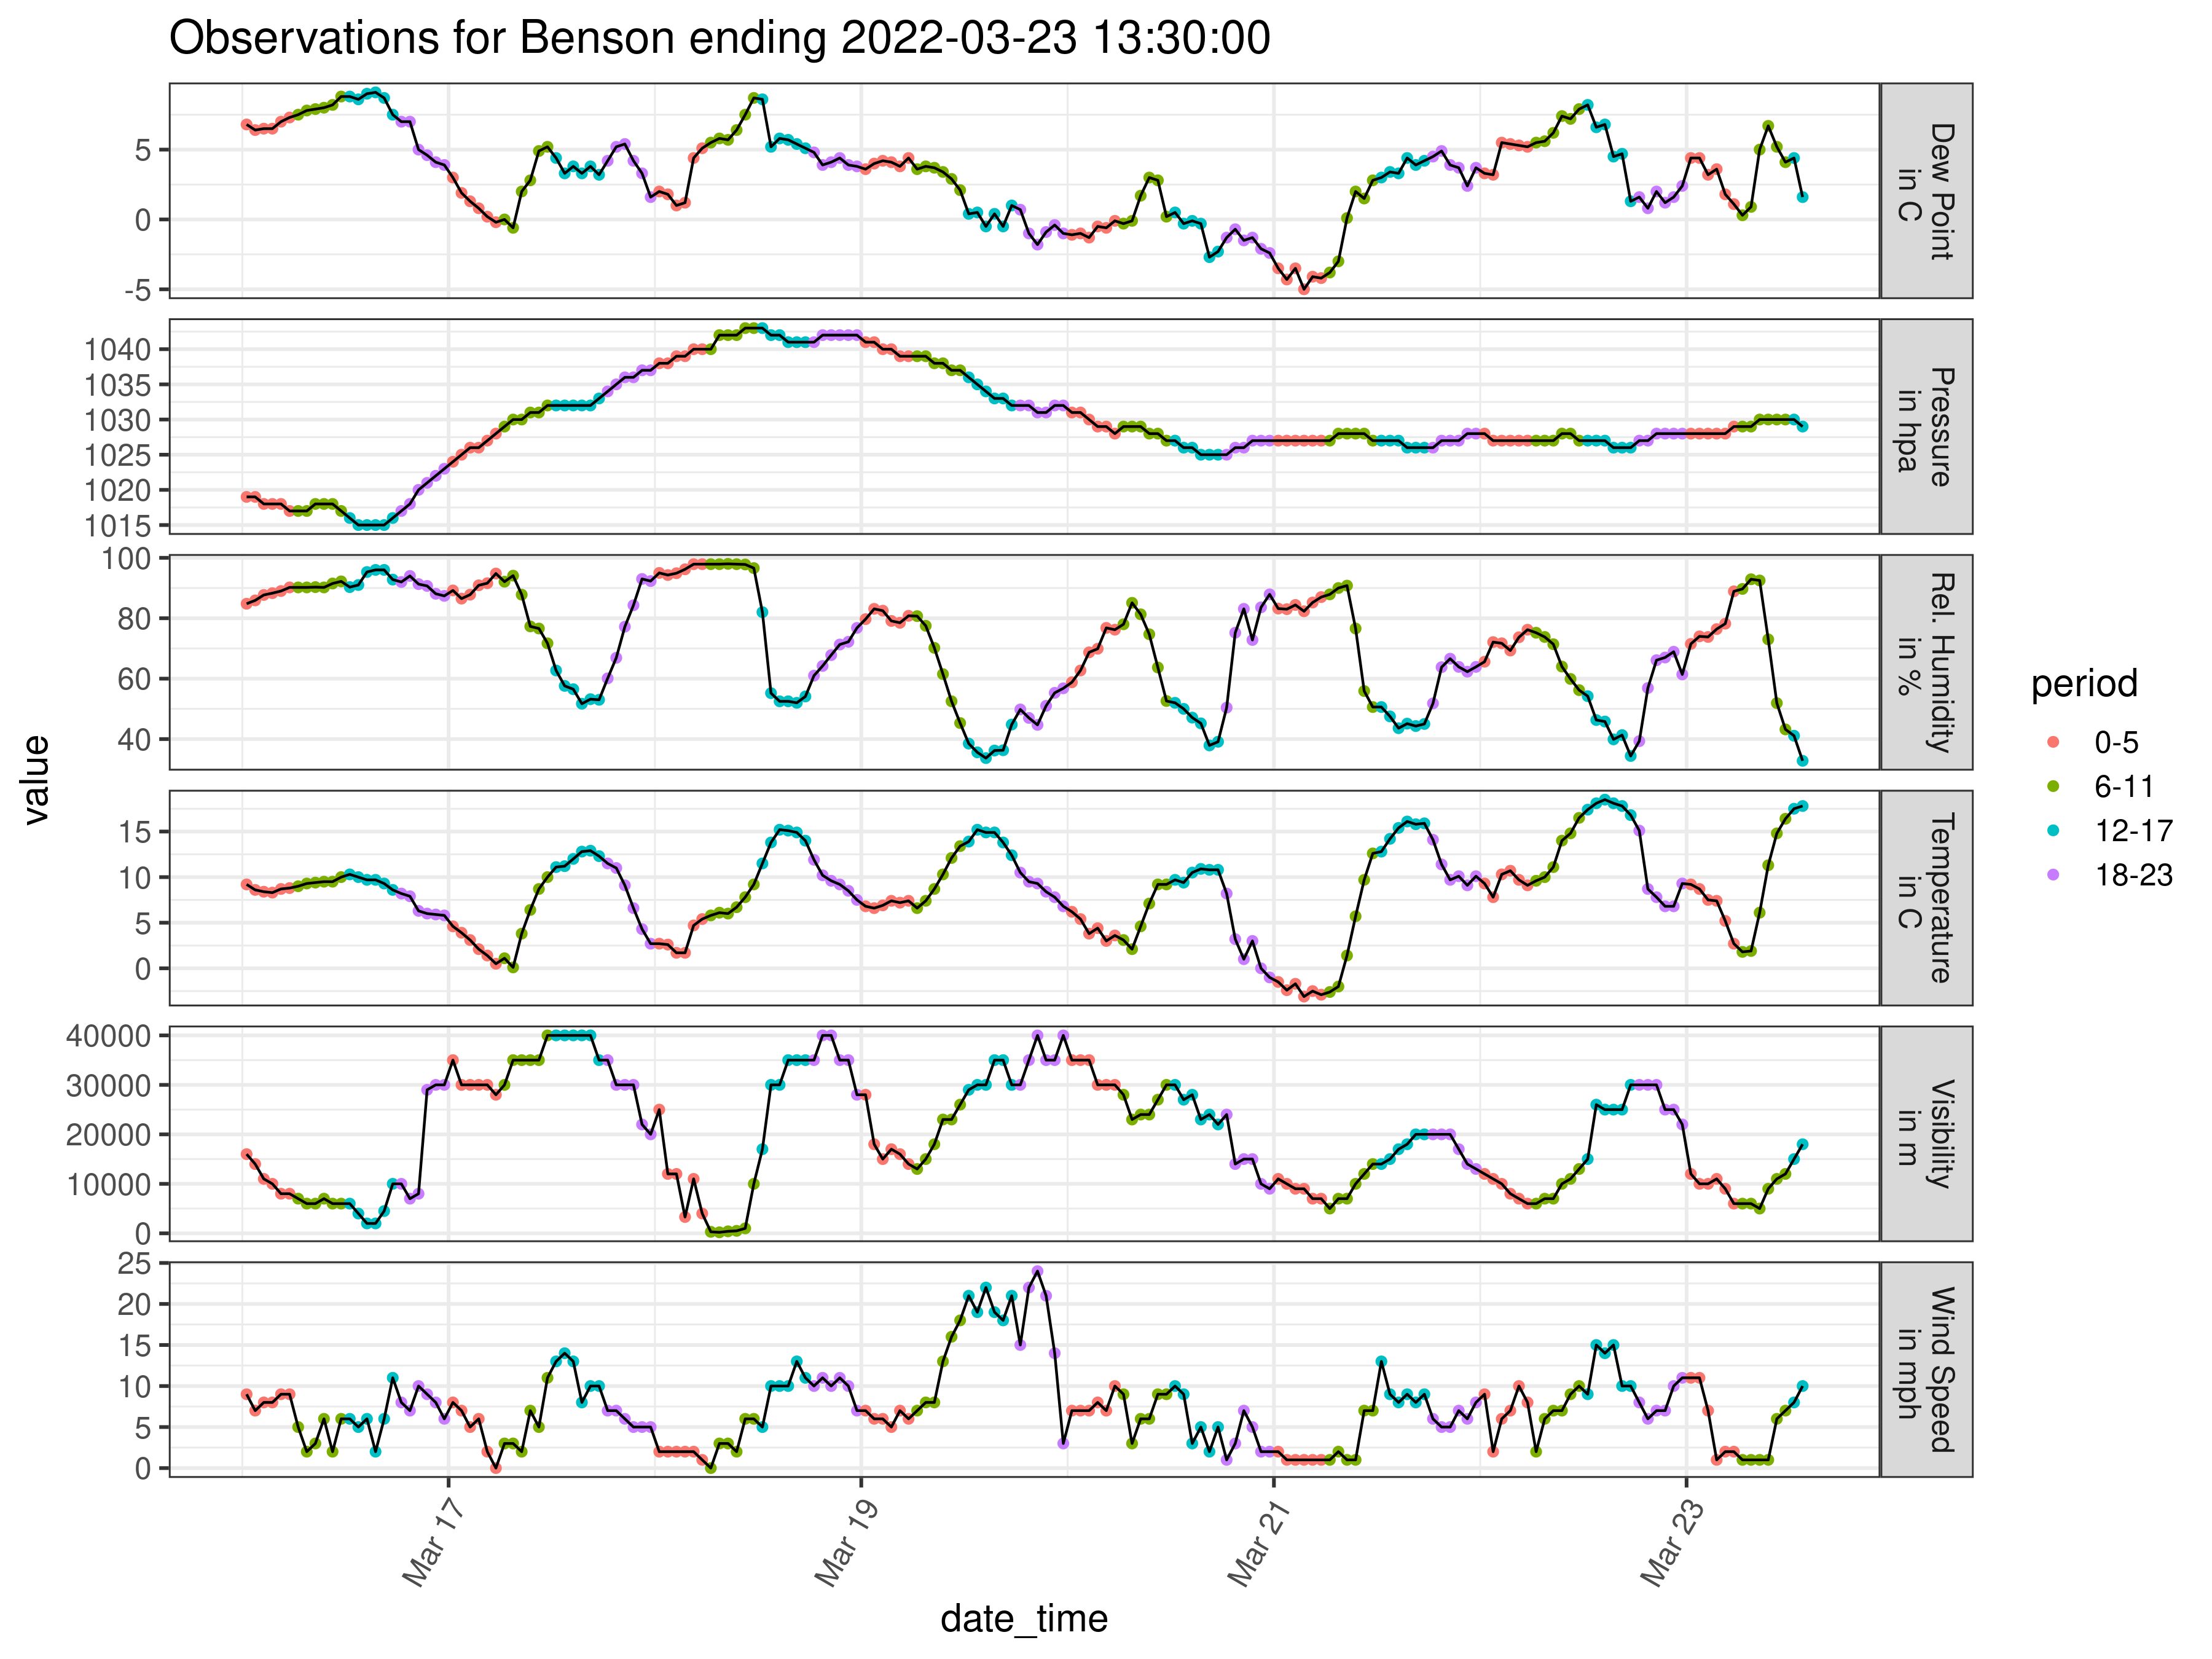 Observations for Benson ending 2022-03-23 13:30:00
value
5
0
-5
Dew Point
in C
1040
1035
1030
1025
1020
1015
Pressure
in hpa
100
80
60
40
Rel. Humidity
in %
15
10
5
0
Temperature
in C
40000
30000
20000
10000
0
Visibility
in m
25
20
15
10
5
0
Wind Speed
in mph
Mar 17
Mar 19
Mar 21
Mar 23
date_time
period
0-5
6-11
12-17
18-23